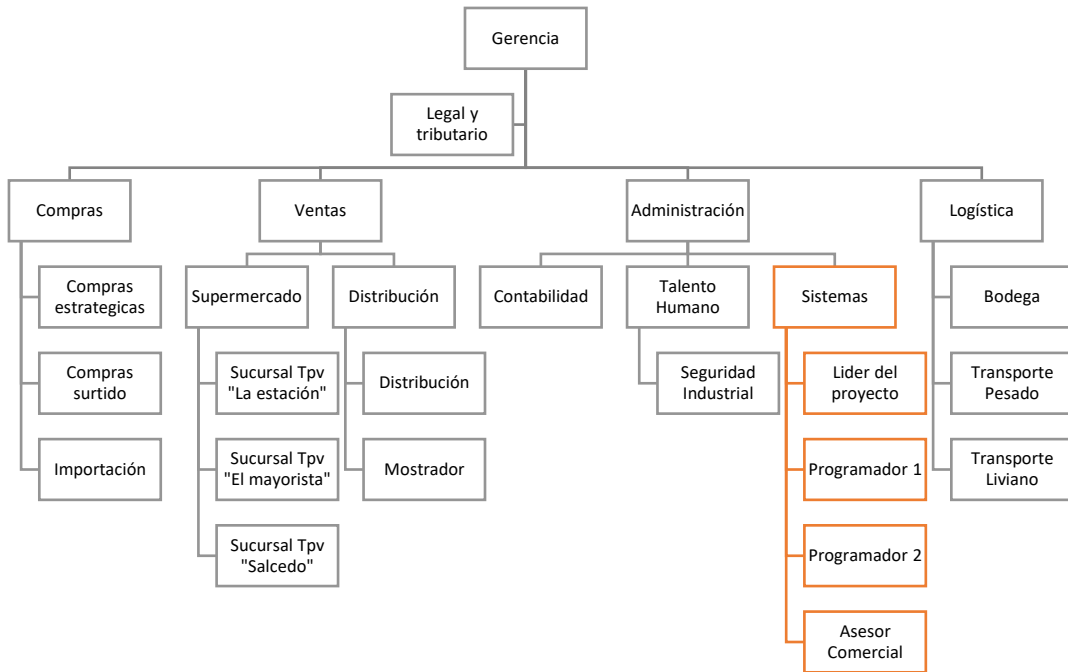 Gerencia
Legal y
tributario
Compras
Ventas
Administración
Logística
Compras
estrategicas
Supermercado
Distribución
Contabilidad
Talento
Humano
Sistemas
Bodega
Compras
surtido
Sucursal Tpv
"La estación"
Distribución
Seguridad
Industrial
Lider del
proyecto
Transporte
Pesado
Importación
Sucursal Tpv
"El mayorista"
Mostrador
Programador 1
Transporte
Liviano
Sucursal Tpv
"Salcedo"
Programador 2
Asesor
Comercial